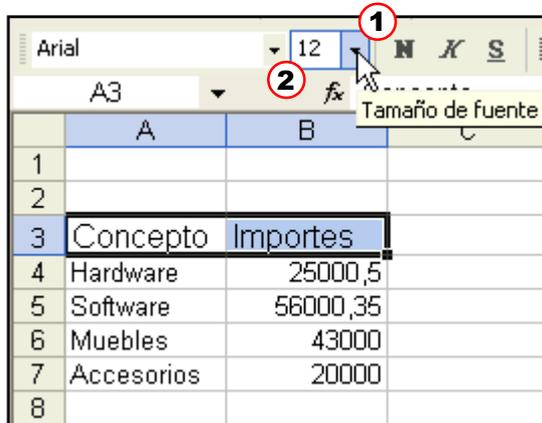 1
Arial 12 N K S
2
A3 fx
Tamaño de fuente
A B C
1
2
3 Concepto Importes
4 Hardware 25000,5
5 Software 56000,35
6 Muebles 43000
7 Accesorios 20000
8